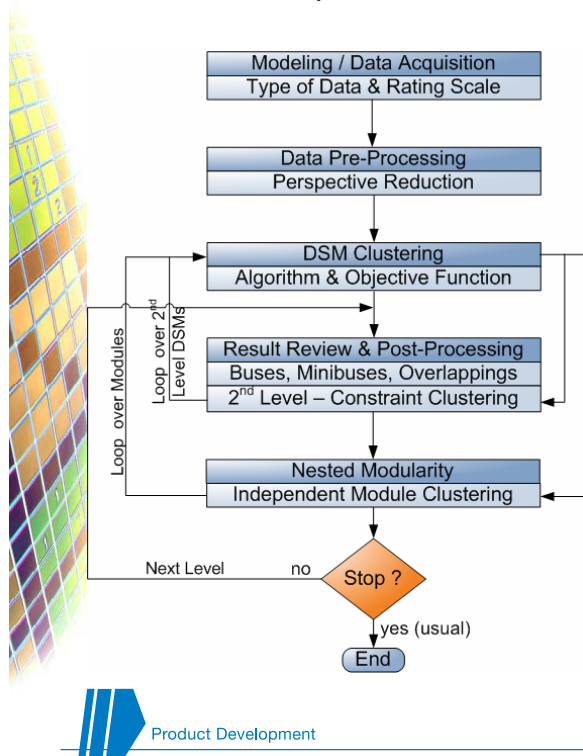 Modeling / Data Acquisition
Type of Data & Rating Scale
Data Pre-Processing
Perspective Reduction
DSM Clustering
Algorithm & Objective Function
Loop over Modules
Loop over 2nd
Level DSMs
Result Review & Post-Processing
Buses, Minibuses, Overlappings
2nd Level – Constraint Clustering
Nested Modularity
Independent Module Clustering
Next Level
no
Stop ?
yes (usual)
End
Product Development